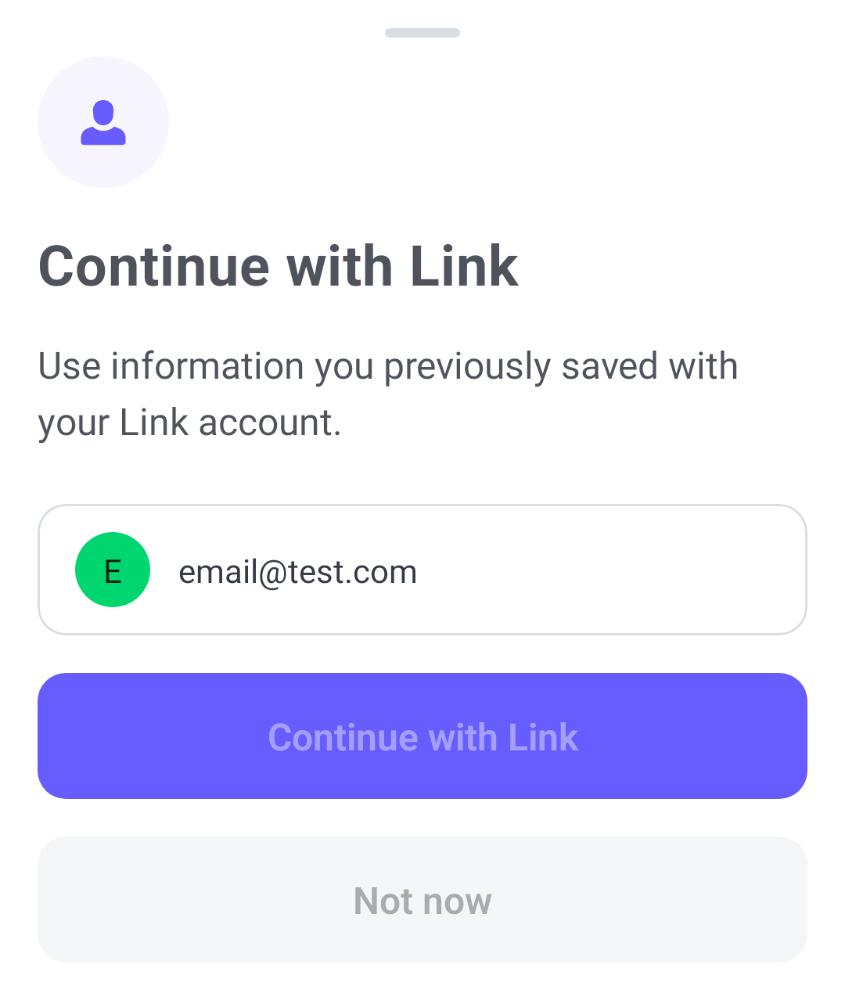 Continue with Link
Use information you previously saved with
your Link account.
E
email@test.com
Continue with Link
Not now